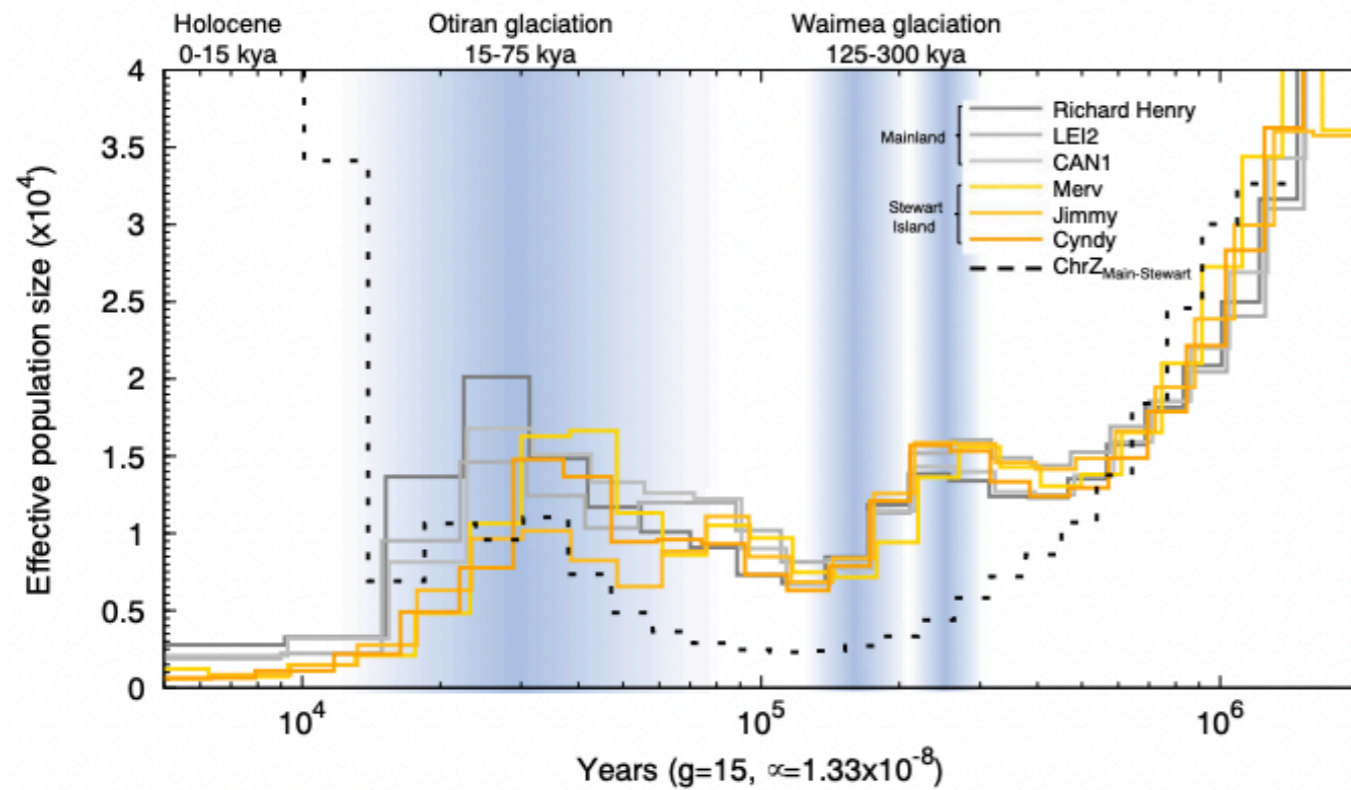 Holocene
0-15 kya
Otiran glaciation
15-75 kya
Waimea glaciation
125-300 kya
Effective population size (x10⁴)
4
3.5
3
2.5
2
1.5
1
0.5
0
10⁴
10⁵
10⁶
Years (g=15, ∝=1.33x10⁻⁸)
Mainland
Richard Henry
LEI2
CAN1
Stewart
Island
Merv
Jimmy
Cyndy
ChrZ_Main-Stewart